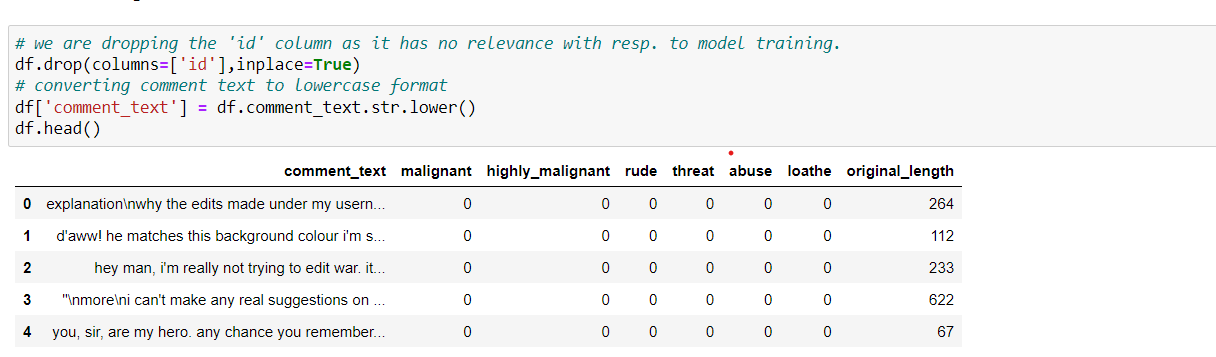 # we are dropping the 'id' column as it has no relevance with resp. to model training.
df.drop(columns=['id'],inplace=True)
# converting comment text to lowercase format
df['comment_text'] = df.comment_text.str.lower()
df.head()
comment_text malignant highly_malignant rude threat abuse loathe original_length
0 explanation\nwhy the edits made under my usern... 0 0 0 0 0 0 264
1 d'aww! he matches this background colour i'm s... 0 0 0 0 0 0 112
2 hey man, i'm really not trying to edit war. it... 0 0 0 0 0 0 233
3 "\nmore\ni can't make any real suggestions on ... 0 0 0 0 0 0 622
4 you, sir, are my hero. any chance you remember... 0 0 0 0 0 0 67